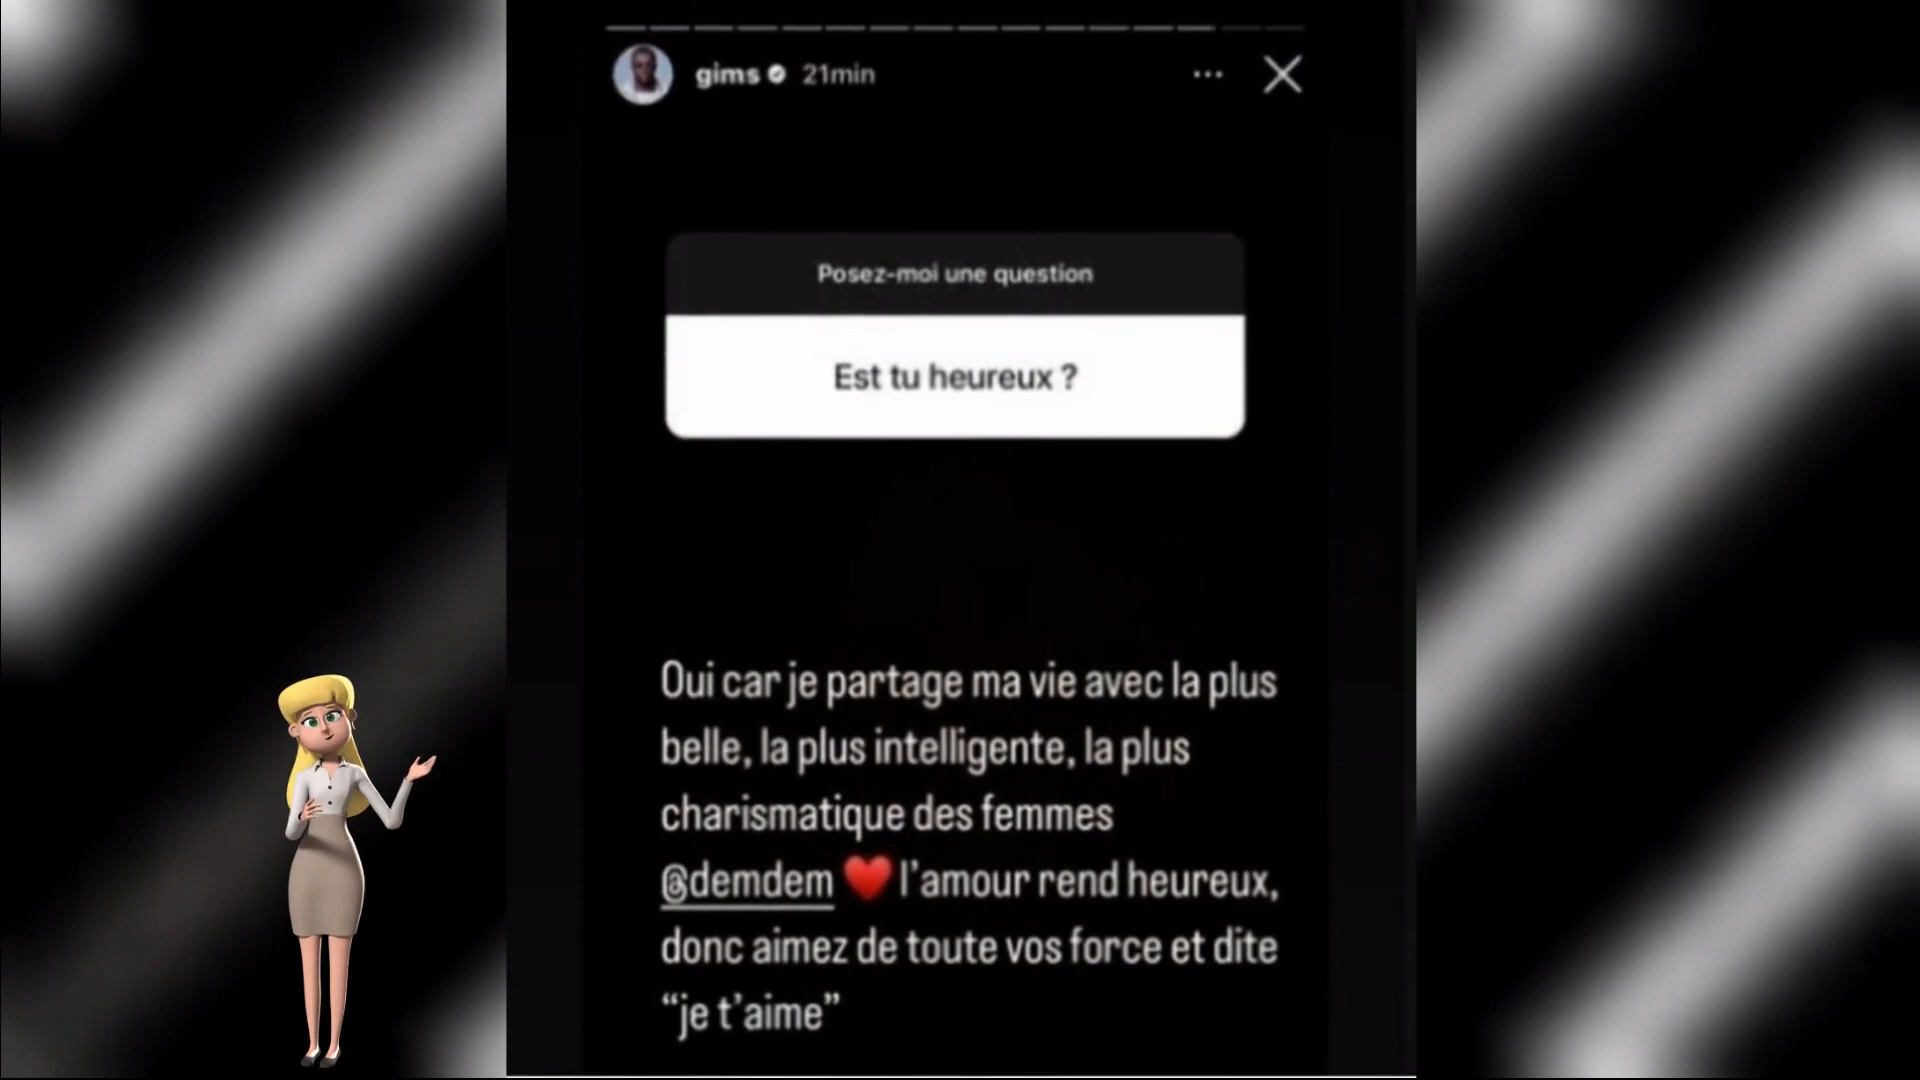 gims 21min
Posez-moi une question
Est tu heureux ?
Oui car je partage ma vie avec la plus
belle, la plus intelligente, la plus
charismatique des femmes
@demdem ❤️ l'amour rend heureux,
donc aimez de toute vos force et dite
“je t'aime”